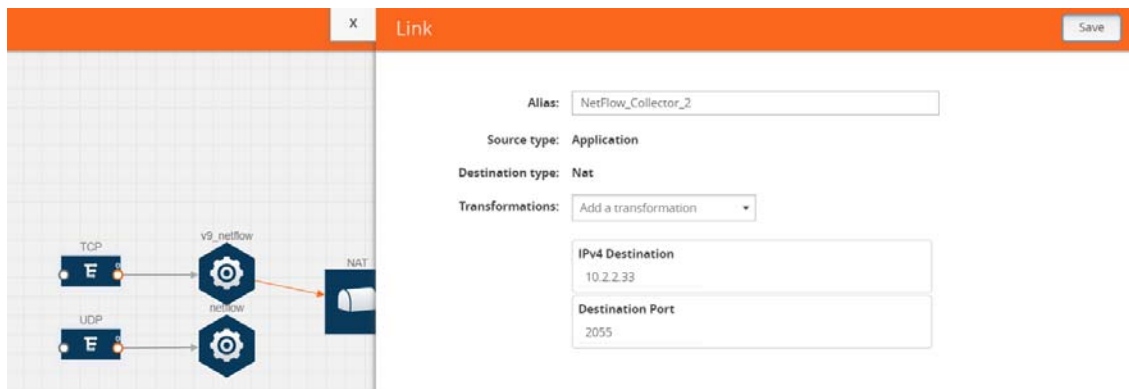 X
Link
Save
Alias: NetFlow_Collector_2
Source type: Application
Destination type: Nat
Transformations: Add a transformation
IPv4 Destination
10.2.2.33
Destination Port
2055
TCP
v9_netflow
NAT
netflow
UDP